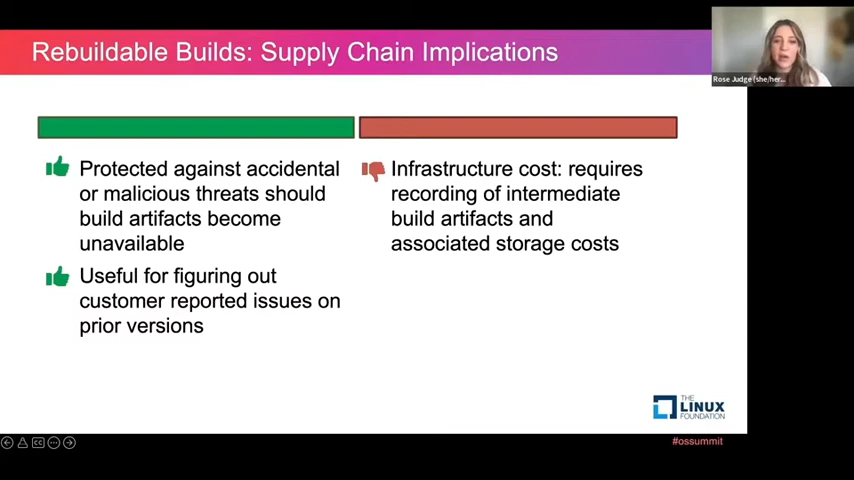 Rebuildable Builds: Supply Chain Implications
Rose Judge (she/her...
Protected against accidental
or malicious threats should
build artifacts become
unavailable
Useful for figuring out
customer reported issues on
prior versions
Infrastructure cost: requires
recording of intermediate
build artifacts and
associated storage costs
THE
LINUX
FOUNDATION
CC
#ossummit